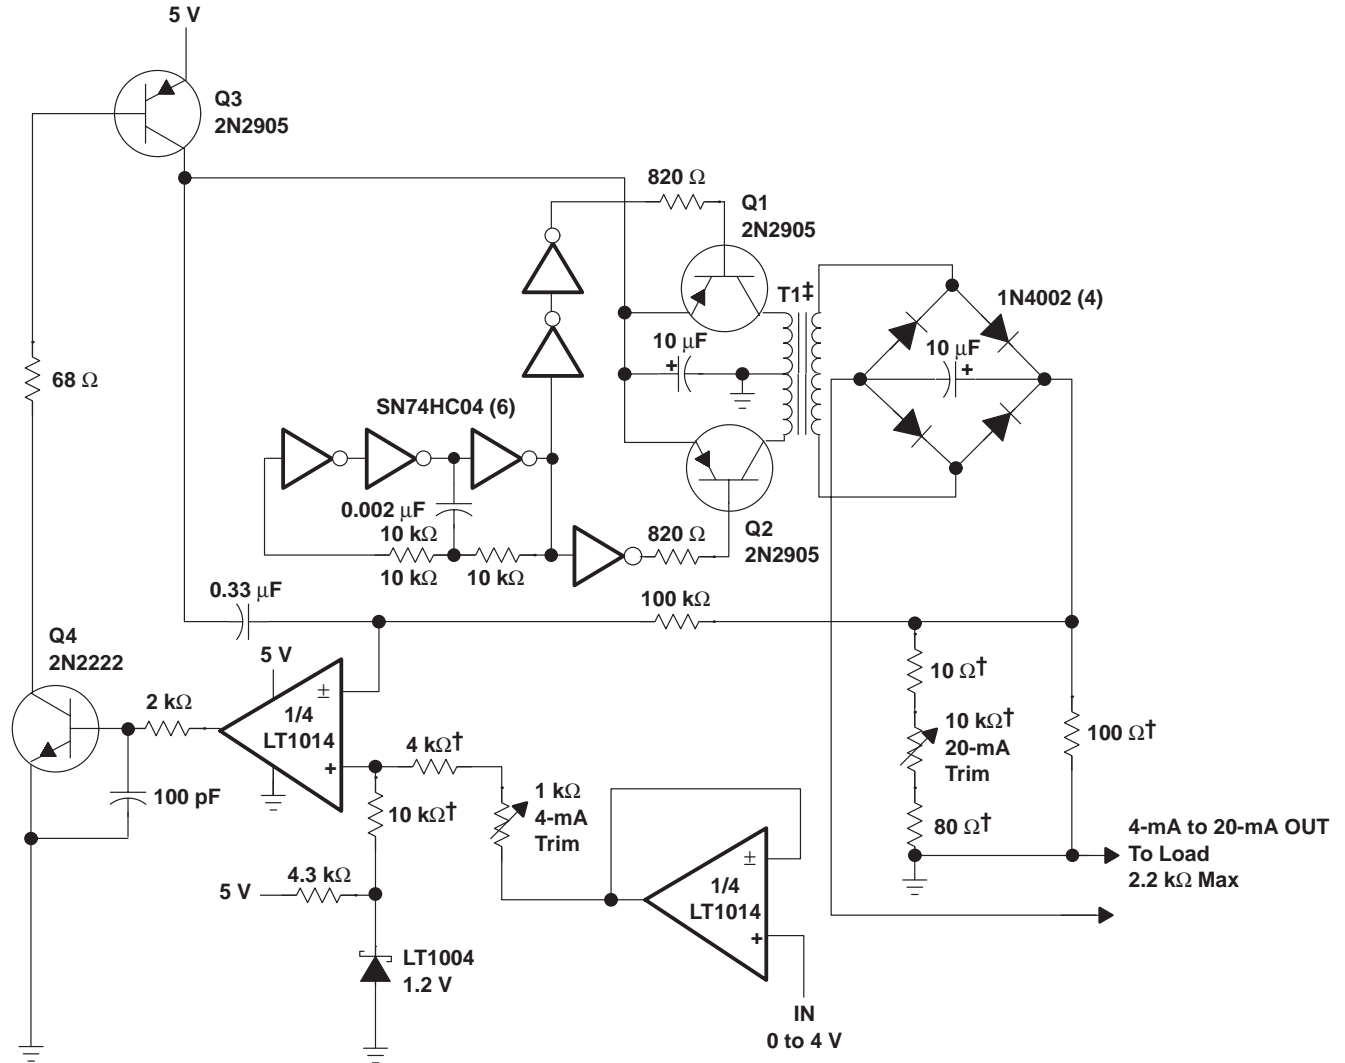 5 V
Q3
2N2905
820 Ω
Q1
2N2905
T1‡
1N4002 (4)
10 µF
+
10 µF
+
68 Ω
SN74HC04 (6)
0.002 µF
10 kΩ
10 kΩ
10 kΩ
820 Ω
Q2
2N2905
0.33 µF
100 kΩ
Q4
2N2222
5 V
±
1/4
LT1014
+
2 kΩ
100 pF
4 kΩ†
10 kΩ†
1 kΩ
4-mA
Trim
10 Ω†
10 kΩ†
20-mA
Trim
80 Ω†
100 Ω†
4-mA to 20-mA OUT
To Load
2.2 kΩ Max
5 V
4.3 kΩ
±
1/4
LT1014
+
LT1004
1.2 V
IN
0 to 4 V